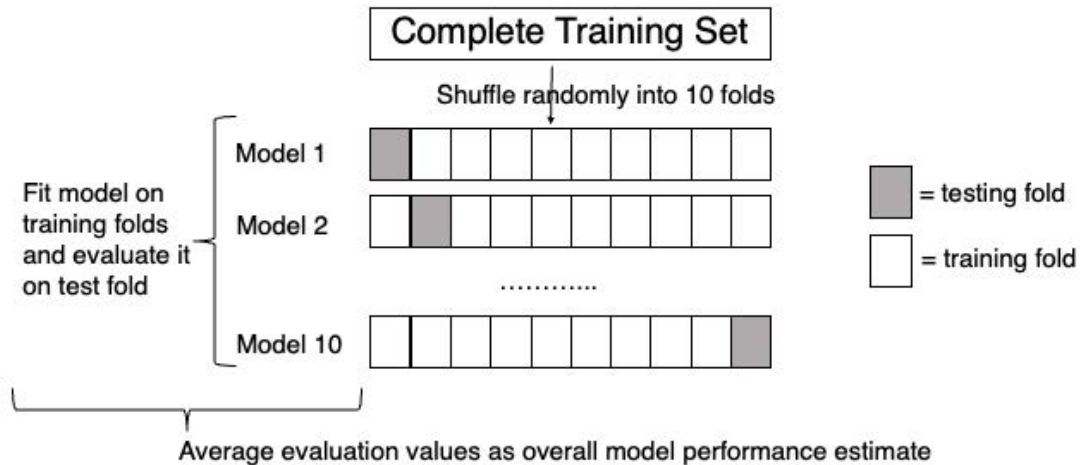 Complete Training Set
Shuffle randomly into 10 folds
Model 1
Model 2
............
Model 10
Fit model on
training folds
and evaluate it
on test fold
= testing fold
= training fold
Average evaluation values as overall model performance estimate